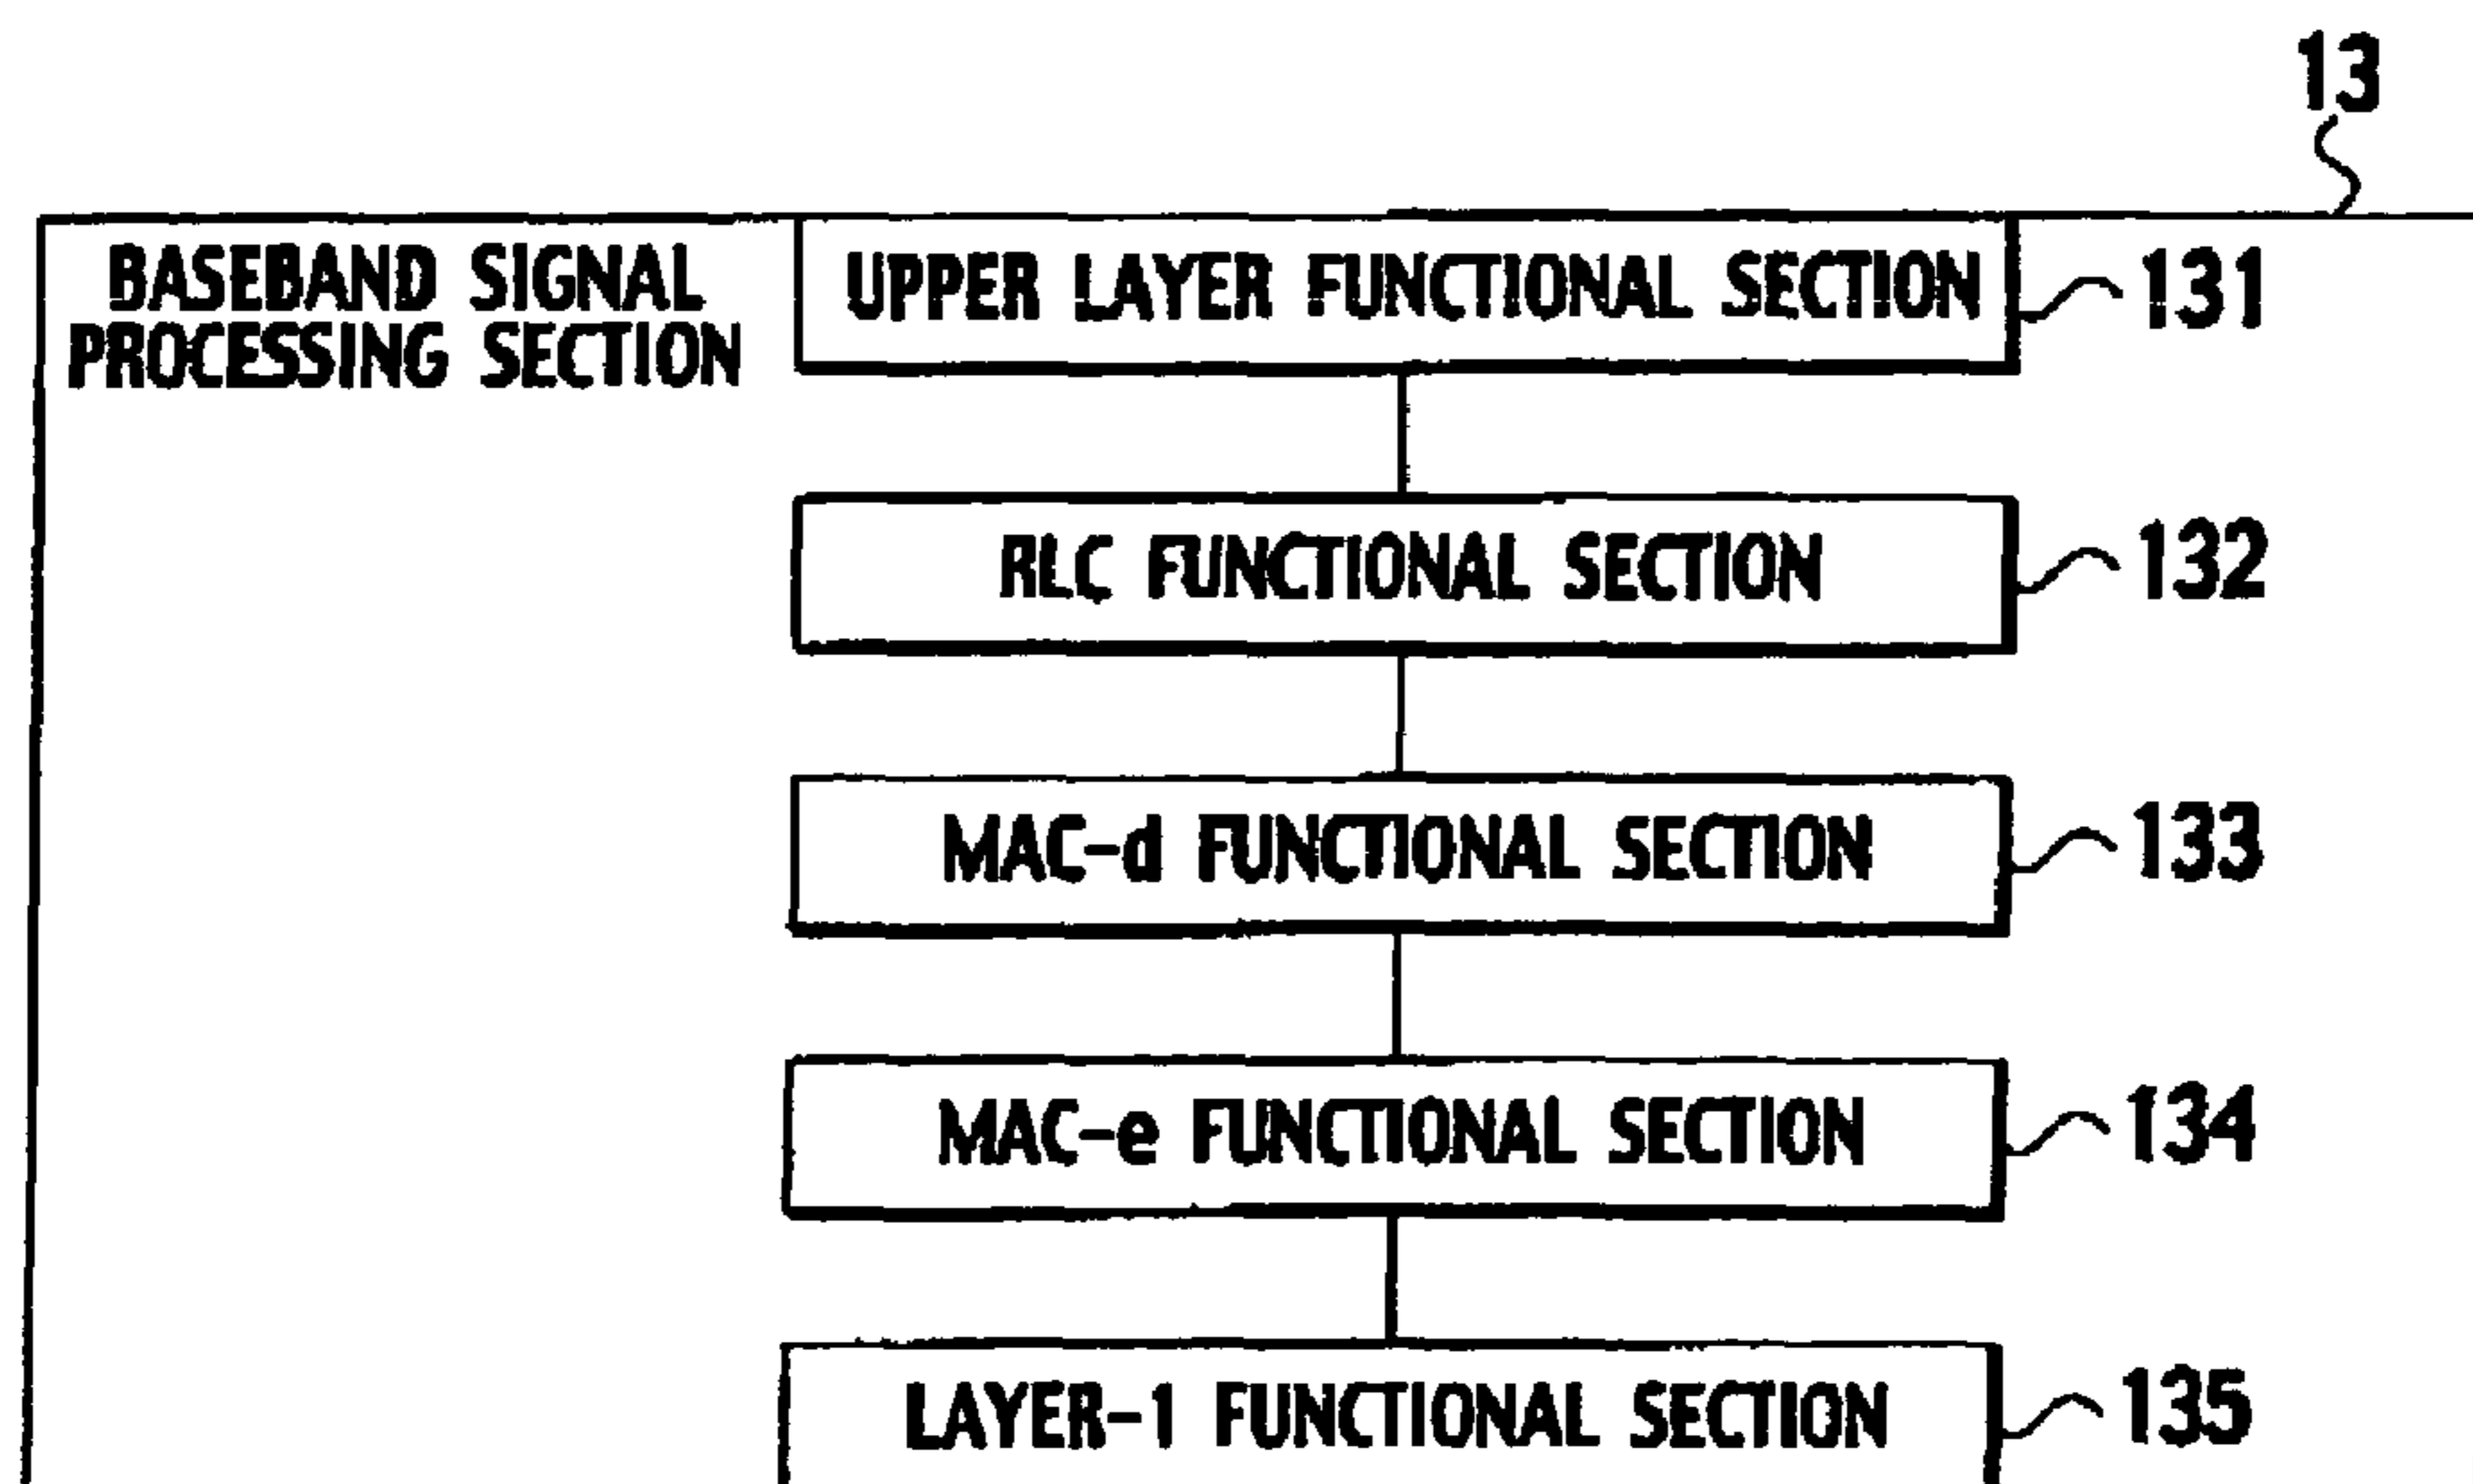 13
BASEBAND SIGNAL
PROCESSING SECTION
UPPER LAYER FUNCTIONAL SECTION
131
RLC FUNCTIONAL SECTION
132
MAC-d FUNCTIONAL SECTION
133
MAC-e FUNCTIONAL SECTION
134
LAYER-1 FUNCTIONAL SECTION
135